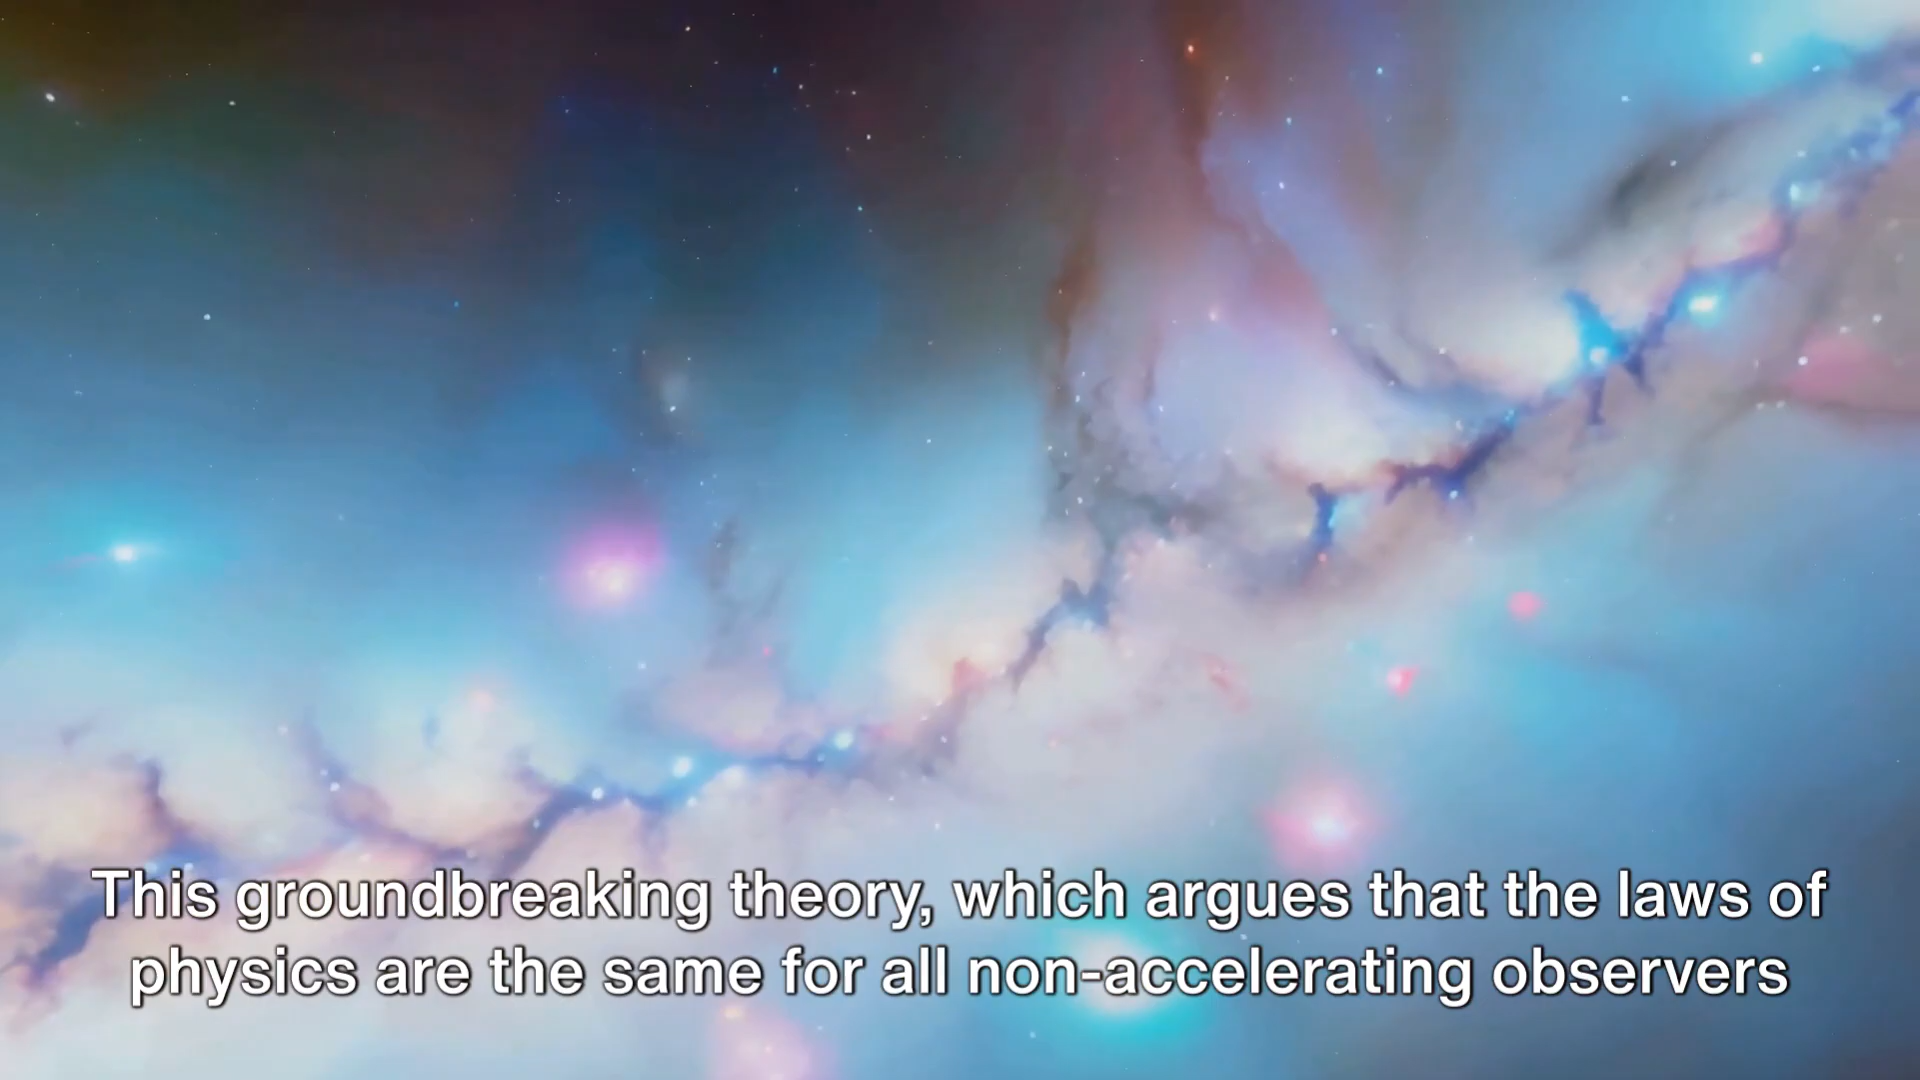 This groundbreaking theory, which argues that the laws of
physics are the same for all non-accelerating observers